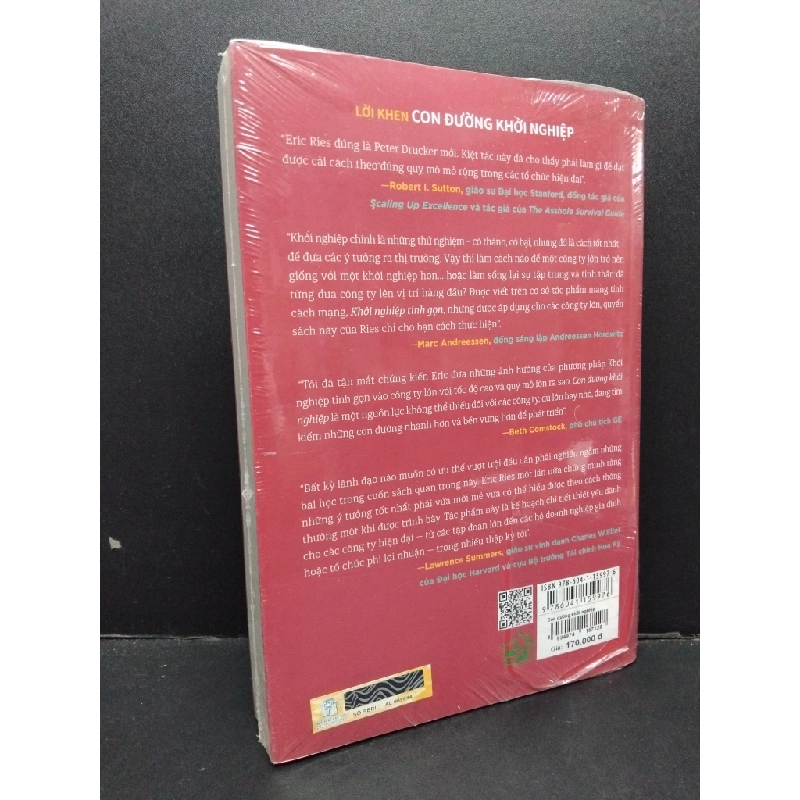 LỜI KHEN CON ĐƯỜNG KHỞI NGHIỆP
"Eric Ries đúng là Peter Drucker mới. Kiệt tác này đã cho thấy phải làm gì để đạt
được cải cách theo đúng quy mô mở rộng trong các tổ chức hiện đại".
—Robert I. Sutton, giáo sư Đại học Stanford, đồng tác giả của
Scaling Up Excellence và tác giả của The Asshole Survival Guide
"Khởi nghiệp chính là những thử nghiệm – có thành, có bại, nhưng đó là cách tốt nhất
để đưa các ý tưởng ra thị trường. Vậy thì làm cách nào để một công ty lớn trở nên
giống với một khởi nghiệp hơn... hoặc làm sống lại sự tập trung và tinh thần đã
từng đưa công ty lên vị trí hàng đầu? Được viết trên cơ sở tác phẩm mang tính
cách mạng, Khởi nghiệp tinh gọn, nhưng được áp dụng cho các công ty lớn, quyển
sách này của Ries chỉ cho bạn cách thực hiện".
—Marc Andreessen, đồng sáng lập Andreessen Horowitz
"Tôi đã tận mắt chứng kiến Eric đưa những ảnh hưởng của phương pháp Khởi
nghiệp tinh gọn vào công ty lớn với tốc độ cao và quy mô lớn ra sao. Con đường khởi
nghiệp là một nguồn lực không thể thiếu đối với các công ty, cũ lớn hay nhỏ, đang tìm
kiếm những con đường nhanh hơn và bền vững hơn để phát triển".
—Beth Comstock, phó chủ tịch GE
"Bất kỳ lãnh đạo nào muốn có ưu thế vượt trội đều cần phải nghiền ngẫm những
bài học trong cuốn sách quan trọng này. Eric Ries một lần nữa chứng minh rằng
những ý tưởng tốt nhất phải vừa mới mẻ vừa có thể hiểu được theo cách thông
thường một khi được trình bày. Tác phẩm này là kế hoạch chi tiết thiết yếu dành
cho các công ty hiện đại – từ các tập đoàn lớn đến các hộ doanh nghiệp gia đình
hoặc tổ chức phi lợi nhuận – trong nhiều thập kỷ tới".
—Lawrence Summers, giáo sư vinh danh Charles W Eliot
của Đại học Harvard và cựu Bộ trưởng Tài chính Hoa Kỳ
Con đường khởi nghiệp
Giá: 170.000 đ